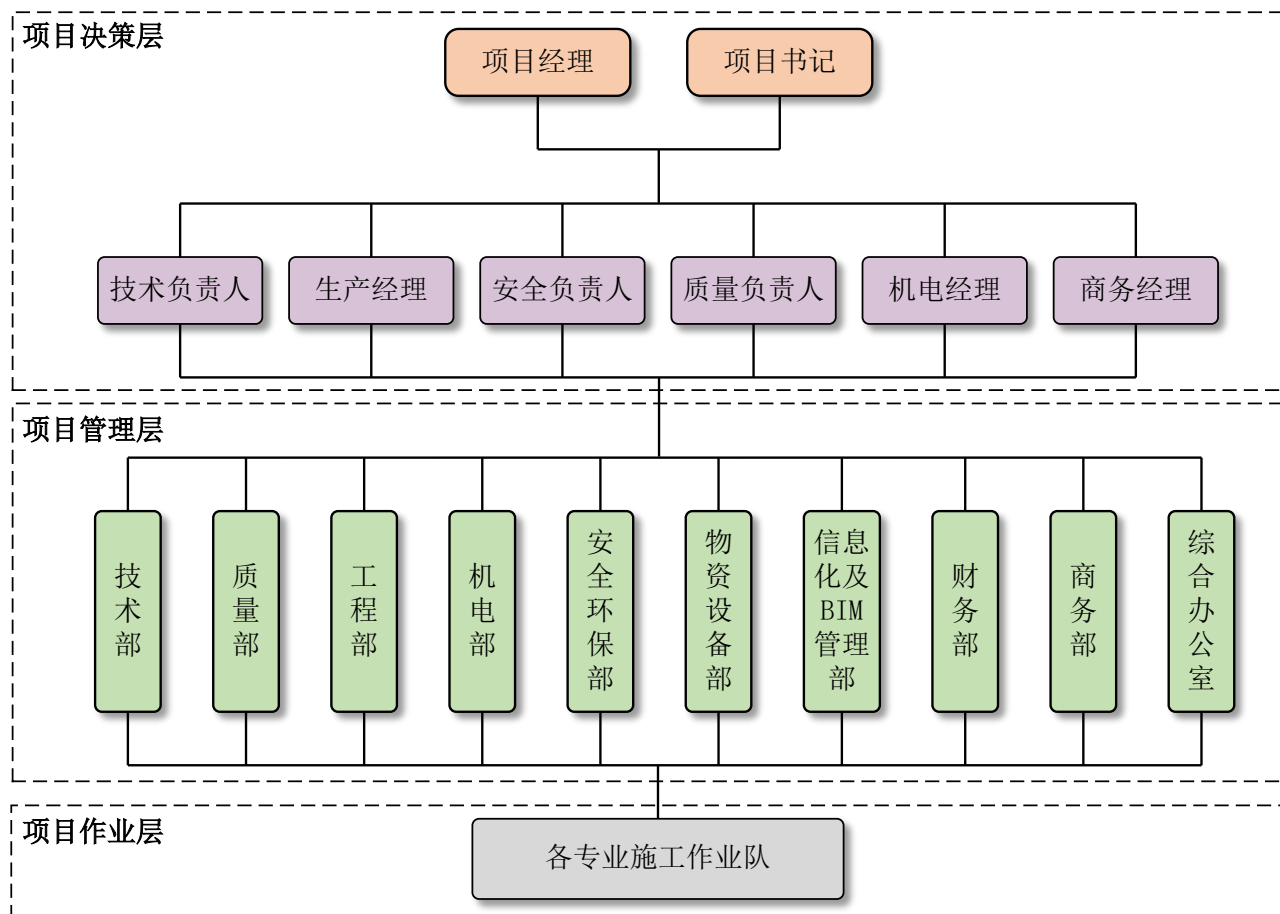 项目决策层
项目经理
项目书记
技术负责人
生产经理
安全负责人
质量负责人
机电经理
商务经理
项目管理层
技术部
质量部
工程部
机电部
安全环保部
物资设备部
信息
化及
BIM
管理
部
财务部
商务部
综合办公室
项目作业层
各专业施工作业队